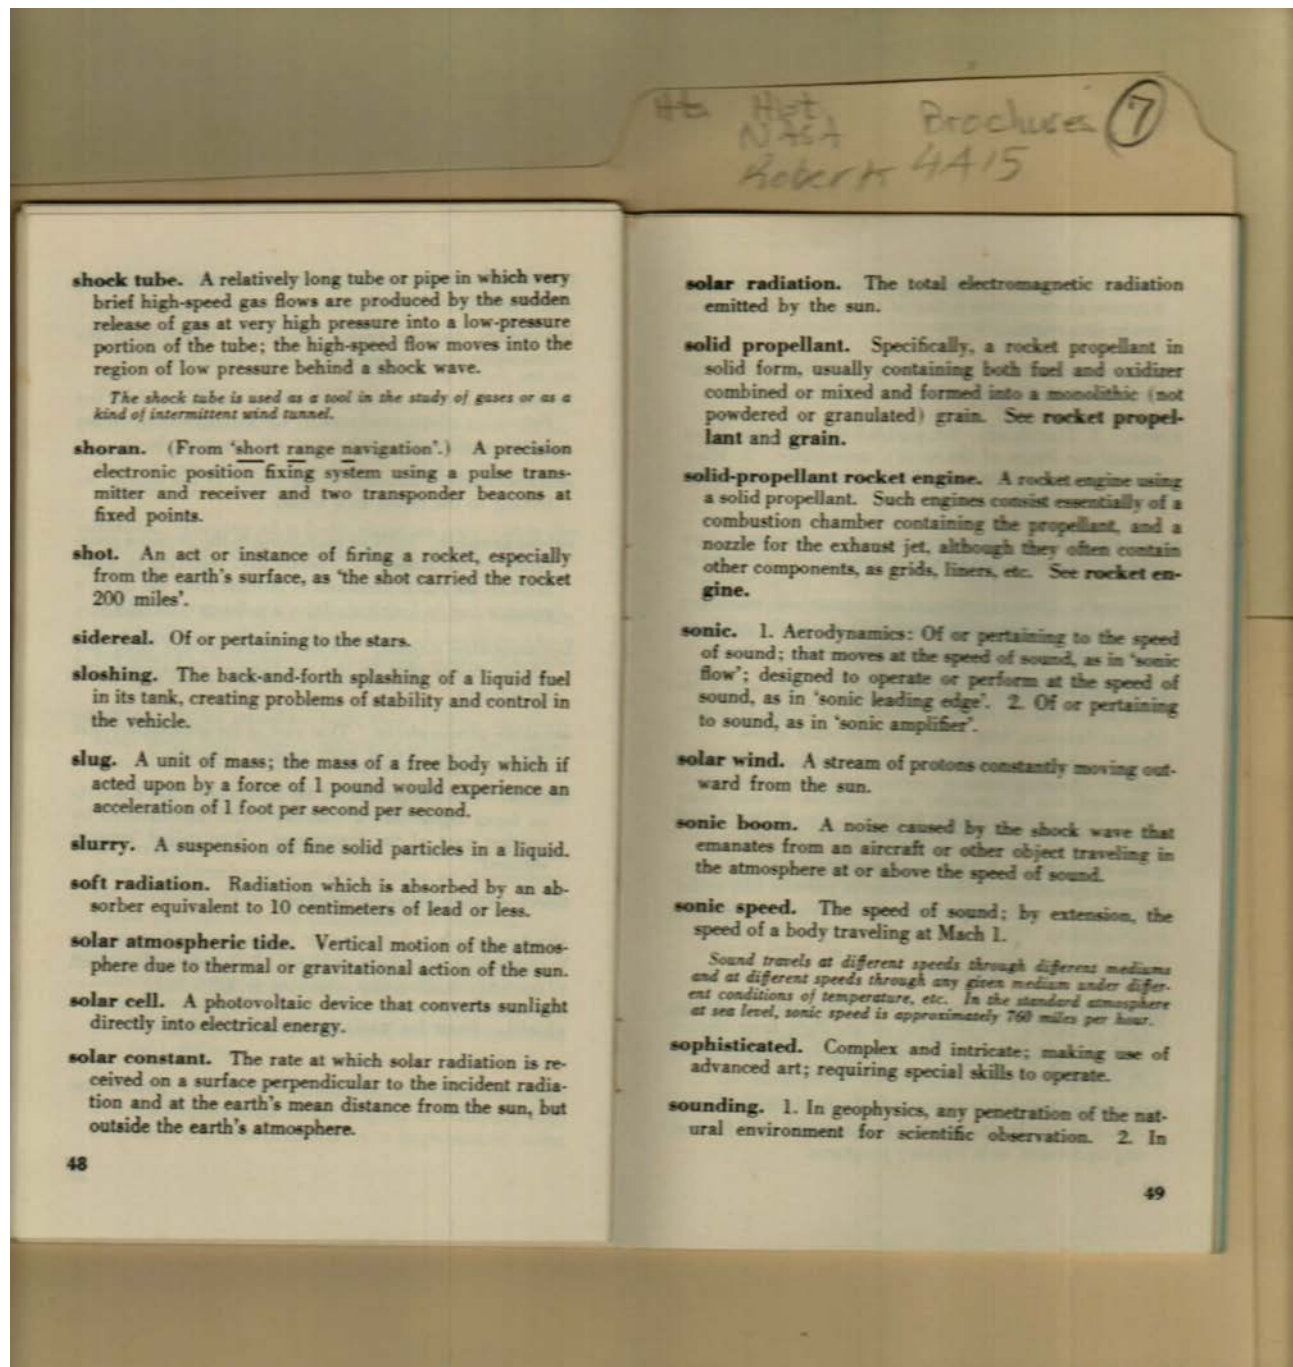 Hst Brochures 7
NASA
Robert 4A15
shock tube. A relatively long tube or pipe in which very
brief high-speed gas flows are produced by the sudden
release of gas at very high pressure into a low-pressure
portion of the tube; the high-speed flow moves into the
region of low pressure behind a shock wave.
The shock tube is used as a tool in the study of gases or as a
kind of intermittent wind tunnel.
shoran. (From 'short range navigation'.) A precision
electronic position fixing system using a pulse trans-
mitter and receiver and two transponder beacons at
fixed points.
shot. An act or instance of firing a rocket, especially
from the earth's surface, as 'the shot carried the rocket
200 miles'.
sidereal. Of or pertaining to the stars.
sloshing. The back-and-forth splashing of a liquid fuel
in its tank, creating problems of stability and control in
the vehicle.
slug. A unit of mass; the mass of a free body which if
acted upon by a force of 1 pound would experience an
acceleration of 1 foot per second per second.
slurry. A suspension of fine solid particles in a liquid.
soft radiation. Radiation which is absorbed by an ab-
sorber equivalent to 10 centimeters of lead or less.
solar atmospheric tide. Vertical motion of the atmos-
phere due to thermal or gravitational action of the sun.
solar cell. A photovoltaic device that converts sunlight
directly into electrical energy.
solar constant. The rate at which solar radiation is re-
ceived on a surface perpendicular to the incident radia-
tion and at the earth's mean distance from the sun, but
outside the earth's atmosphere.
48
solar radiation. The total electromagnetic radiation
emitted by the sun.
solid propellant. Specifically, a rocket propellant in
solid form, usually containing both fuel and oxidizer
combined or mixed and formed into a monolithic (not
powdered or granulated) grain. See rocket propel-
lant and grain.
solid-propellant rocket engine. A rocket engine using
a solid propellant. Such engines consist essentially of a
combustion chamber containing the propellant, and a
nozzle for the exhaust jet, although they often contain
other components, as grids, liners, etc. See rocket en-
gine.
sonic. 1. Aerodynamics: Of or pertaining to the speed
of sound; that moves at the speed of sound, as in 'sonic
flow'; designed to operate or perform at the speed of
sound, as in 'sonic leading edge'. 2. Of or pertaining
to sound, as in 'sonic amplifier'.
solar wind. A stream of protons constantly moving out-
ward from the sun.
sonic boom. A noise caused by the shock wave that
emanates from an aircraft or other object traveling in
the atmosphere at or above the speed of sound.
sonic speed. The speed of sound; by extension, the
speed of a body traveling at Mach 1.
Sound travels at different speeds through different mediums
and at different speeds through any given medium under differ-
ent conditions of temperature, etc. In the standard atmosphere
at sea level, sonic speed is approximately 760 miles per hour.
sophisticated. Complex and intricate; making use of
advanced art; requiring special skills to operate.
sounding. 1. In geophysics, any penetration of the nat-
ural environment for scientific observation. 2. In
49